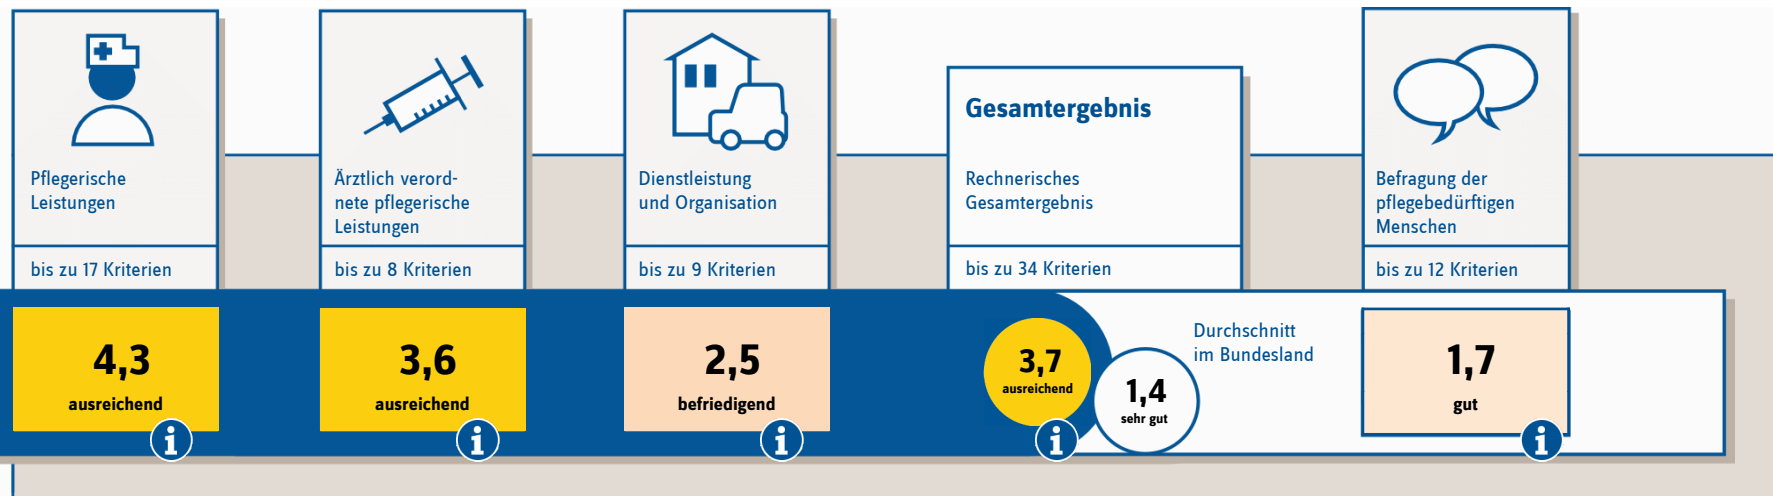 Pflegerische
Leistungen
bis zu 17 Kriterien
4,3
ausreichend
i
Ärztlich verord-
nete pflegerische
Leistungen
bis zu 8 Kriterien
3,6
ausreichend
i
Dienstleistung
und Organisation
bis zu 9 Kriterien
2,5
befriedigend
i
Gesamtergebnis
Rechnerisches
Gesamtergebnis
bis zu 34 Kriterien
3,7
ausreichend
i
1,4
sehr gut
Durchschnitt
im Bundesland
Befragung der
pflegebedürftigen
Menschen
bis zu 12 Kriterien
1,7
gut
i